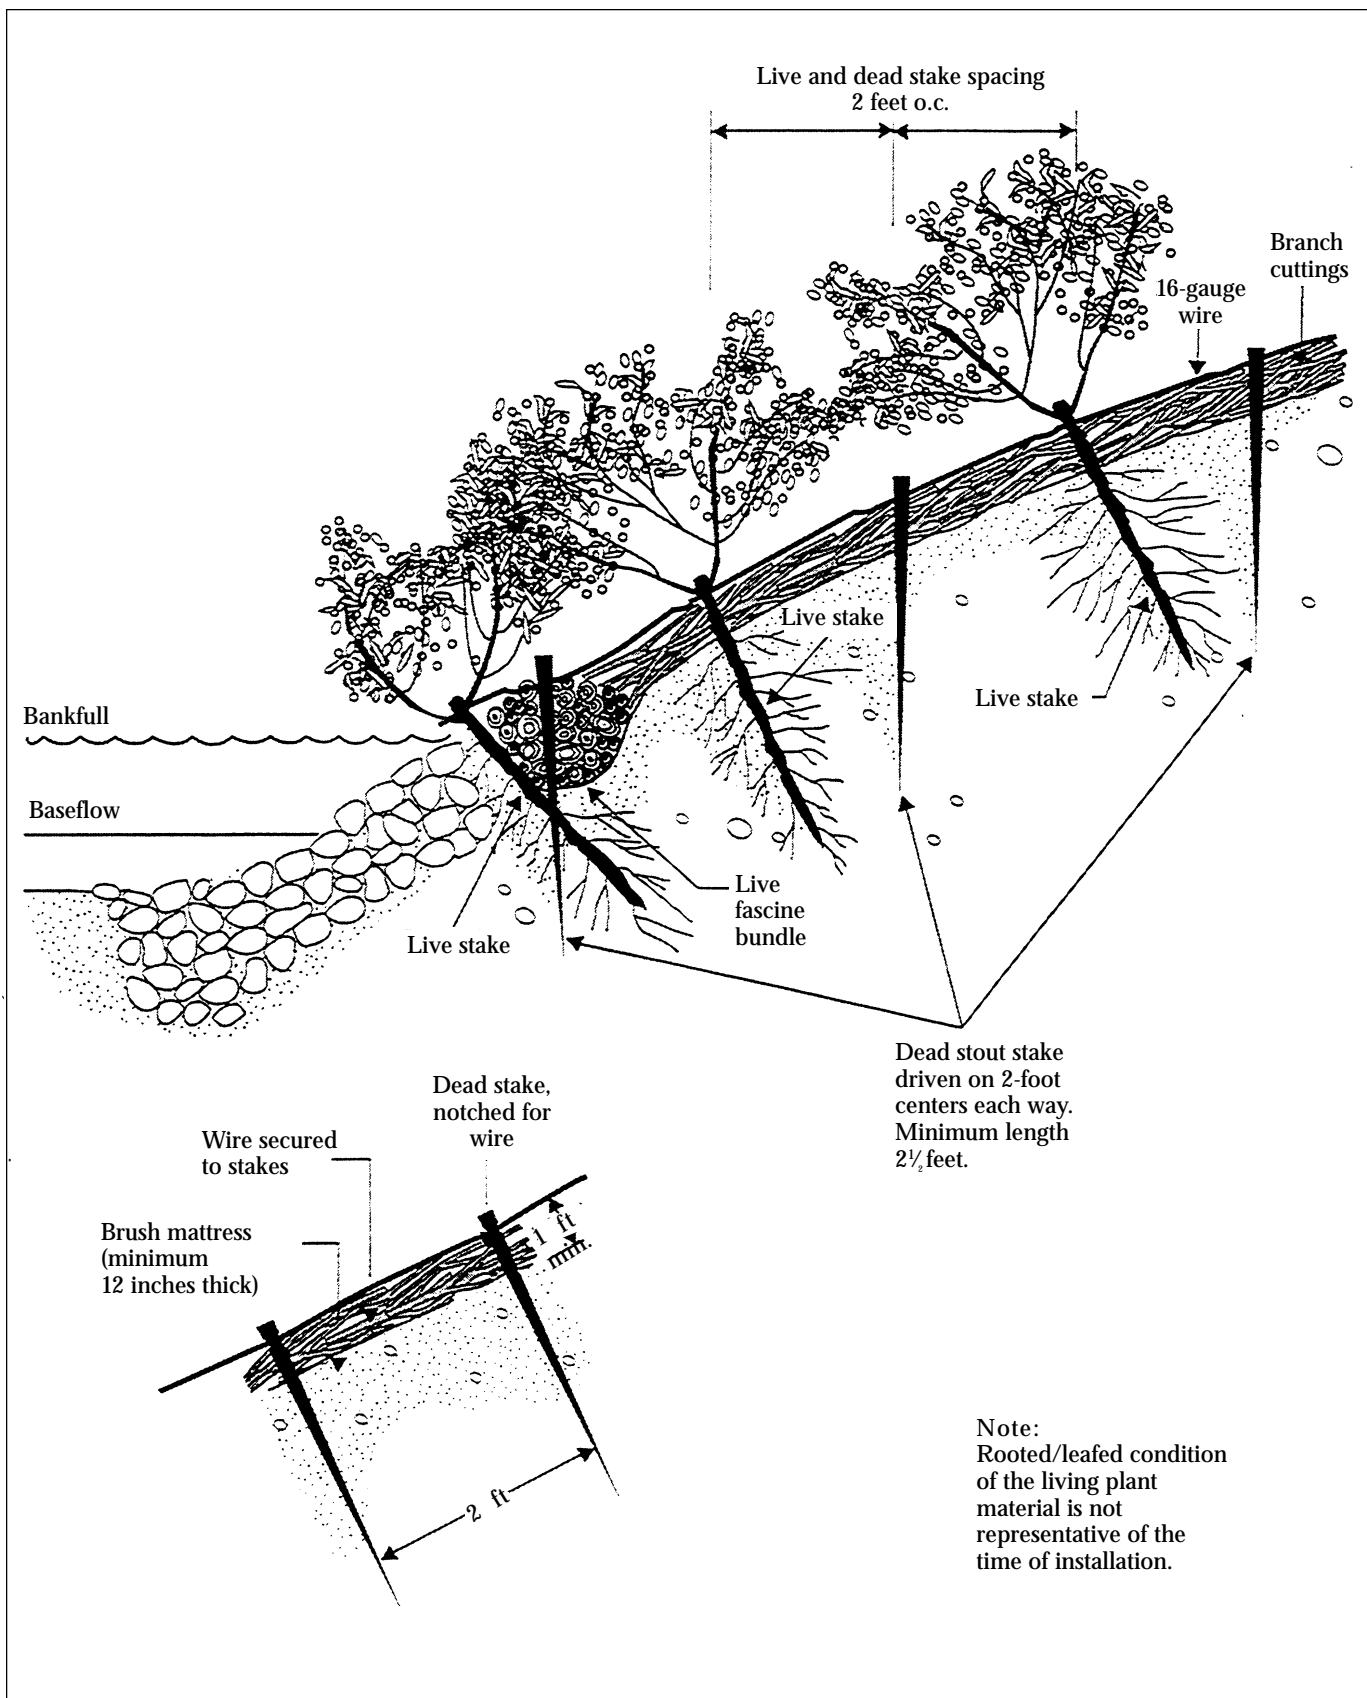 Live and dead stake spacing
2 feet o.c.
Branch
cuttings
16-gauge
wire
Live stake
Live stake
Bankfull
Baseflow
Live
fascine
bundle
Live stake
Dead stout stake
driven on 2-foot
centers each way.
Minimum length
2½ feet.
Dead stake,
notched for
wire
Wire secured
to stakes
Brush mattress
(minimum
12 inches thick)
1 ft
min.
2 ft
Note:
Rooted/leafed condition
of the living plant
material is not
representative of the
time of installation.